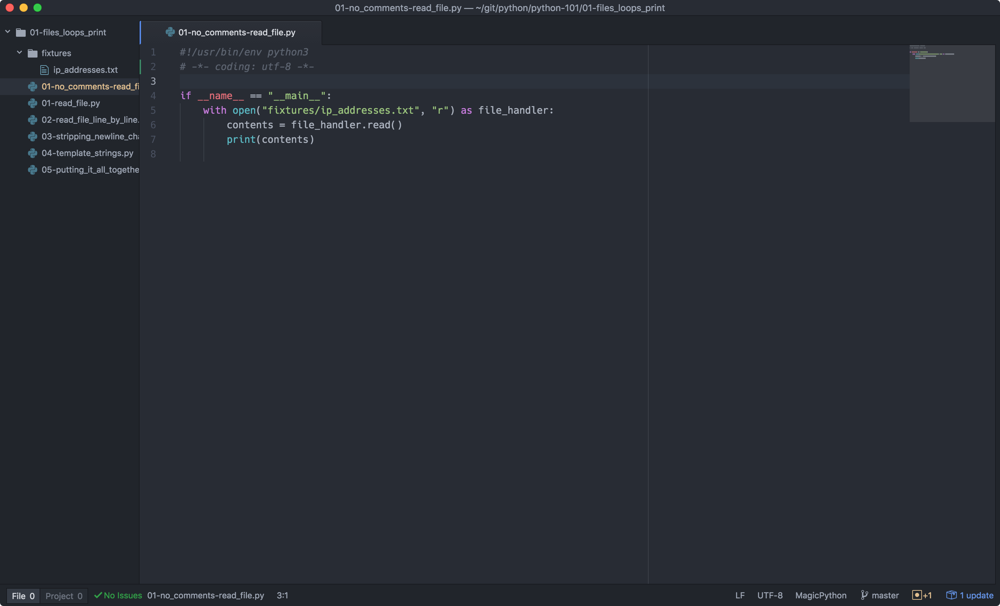 01-no_comments-read_file.py — ~/git/python/python-101/01-files_loops_print
01-files_loops_print
fixtures
ip_addresses.txt
01-no_comments-read_fi
01-read_file.py
02-read_file_line_by_line.
03-stripping_newline_cha
04-template_strings.py
05-putting_it_all_togethe
01-no_comments-read_file.py
1 #!/usr/bin/env python3
2 # -*- coding: utf-8 -*-
3
4 if __name__ == "__main__":
5     with open("fixtures/ip_addresses.txt", "r") as file_handler:
6         contents = file_handler.read()
7         print(contents)
8
File 0 Project 0 No Issues 01-no_comments-read_file.py 3:1 LF UTF-8 MagicPython master +1 1 update